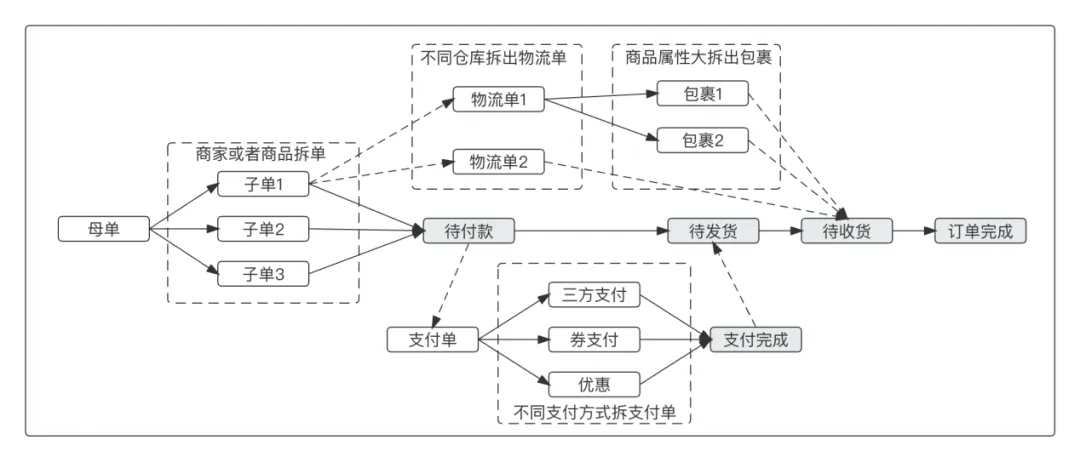 不同仓库拆出物流单
商品属性大拆出包裹
物流单1
包裹1
包裹2
商家或者商品拆单
物流单2
子单1
母单
子单2
待付款
待发货
待收货
订单完成
子单3
三方支付
支付单
券支付
支付完成
优惠
不同支付方式拆支付单